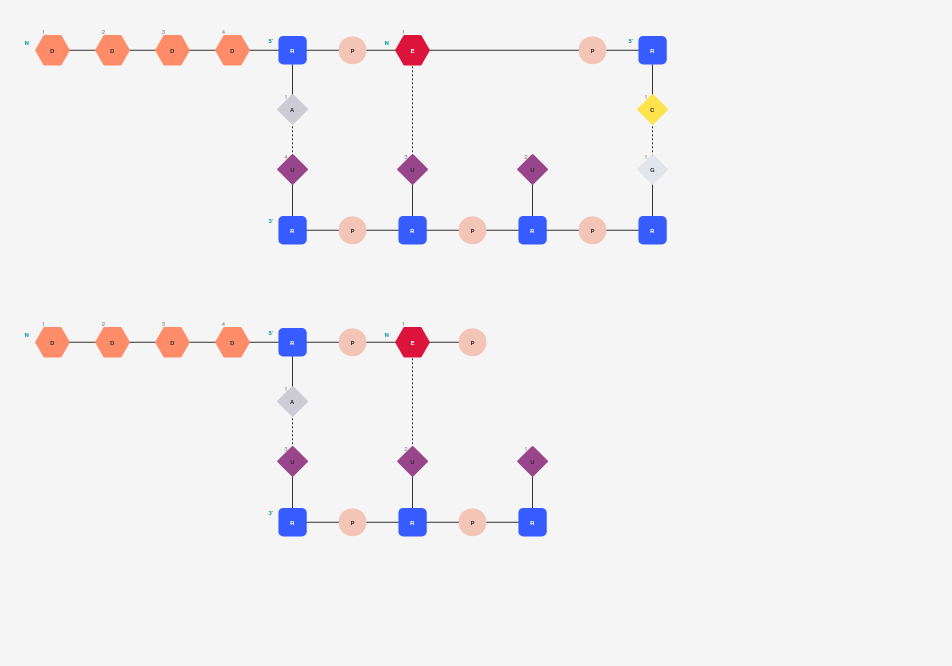 1 2 3 4 1
N D D D D 5' R P N E P 5' R
1 A 1 C
4 U 3 U 2 U 1 G
3' R P R P R P R
1 2 3 4 1
N D D D D 5' R P N E P
1 A
3 U 2 U 1 U
3' R P R P R